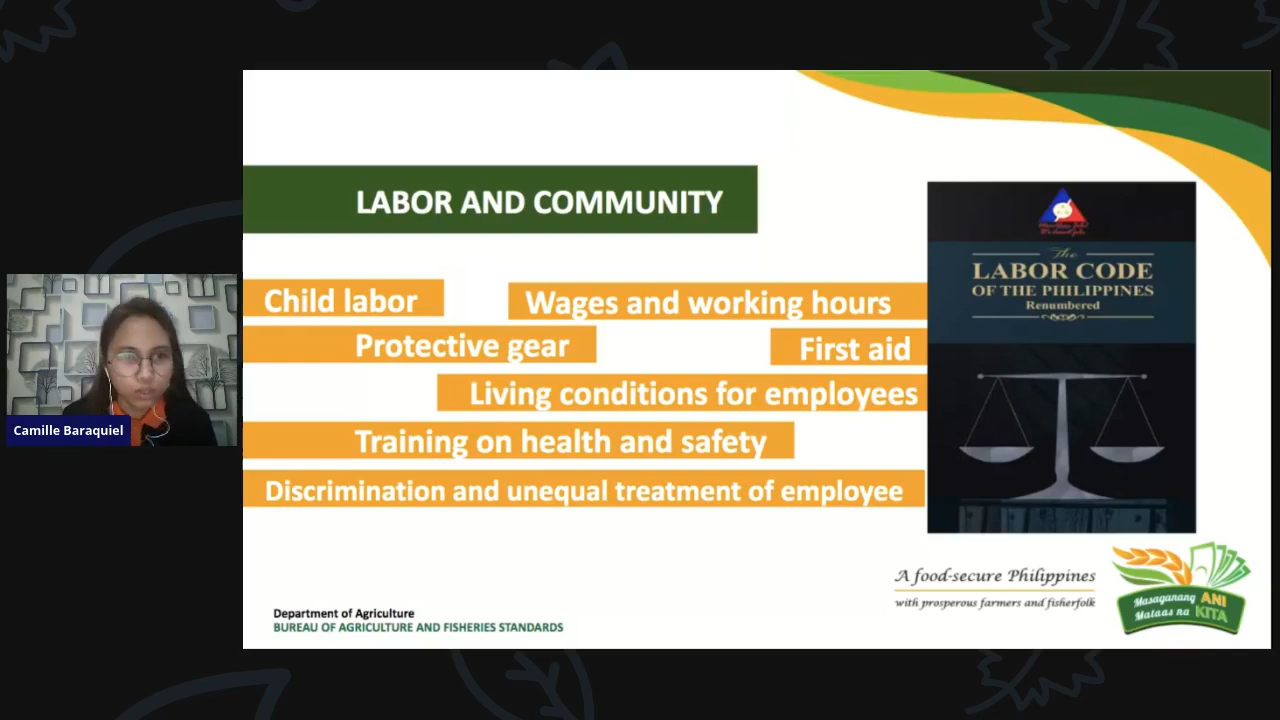 LABOR AND COMMUNITY
Child labor
Wages and working hours
Protective gear
First aid
Living conditions for employees
Training on health and safety
Discrimination and unequal treatment of employee
The
LABOR CODE
OF THE PHILIPPINES
Renumbered
Camille Baraquiel
A food-secure Philippines
with prosperous farmers and fisherfolk
Masaganang ANI
Mataas na KITA
Department of Agriculture
BUREAU OF AGRICULTURE AND FISHERIES STANDARDS